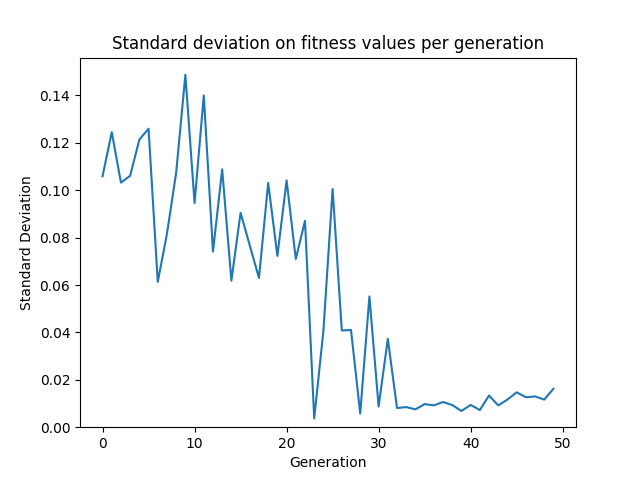 Standard deviation on fitness values per generation
0.14
0.12
0.10
0.08
0.06
0.04
0.02
0.00
Standard Deviation
0 10 20 30 40 50
Generation